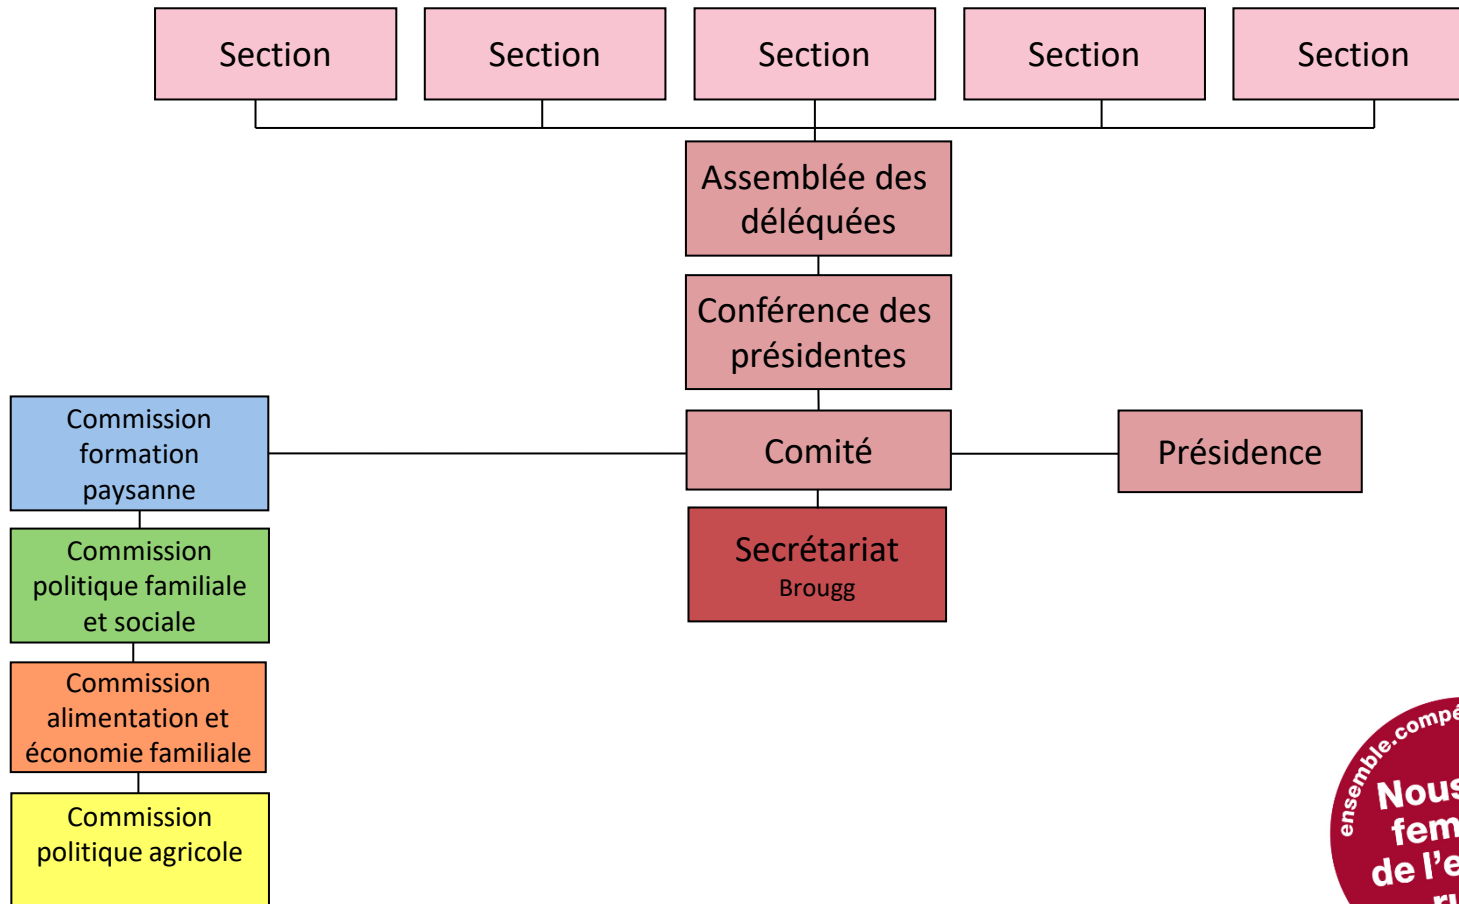 Section
Section
Section
Section
Section
Assemblée des
déléquées
Conférence des
présidentes
Commission
formation
paysanne
Comité
Présidence
Commission
politique familiale
et sociale
Secrétariat
Brougg
Commission
alimentation et
économie familiale
Commission
politique agricole
ensemble.compé
Nous
fem
de l'e